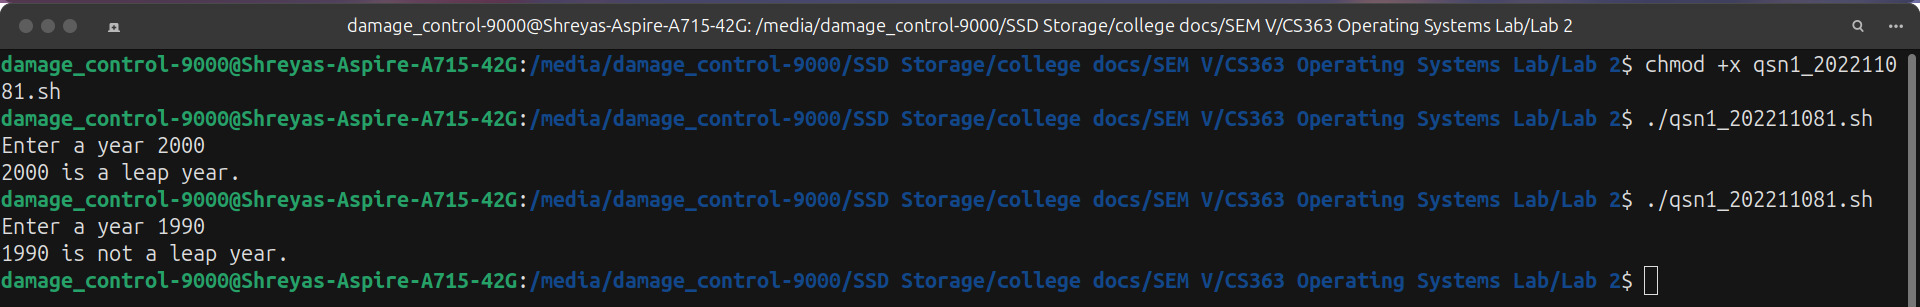 damage_control-9000@Shreyas-Aspire-A715-42G: /media/damage_control-9000/SSD Storage/college docs/SEM V/CS363 Operating Systems Lab/Lab 2
damage_control-9000@Shreyas-Aspire-A715-42G:/media/damage_control-9000/SSD Storage/college docs/SEM V/CS363 Operating Systems Lab/Lab 2$ chmod +x qsn1_2022110
81.sh
damage_control-9000@Shreyas-Aspire-A715-42G:/media/damage_control-9000/SSD Storage/college docs/SEM V/CS363 Operating Systems Lab/Lab 2$ ./qsn1_202211081.sh
Enter a year 2000
2000 is a leap year.
damage_control-9000@Shreyas-Aspire-A715-42G:/media/damage_control-9000/SSD Storage/college docs/SEM V/CS363 Operating Systems Lab/Lab 2$ ./qsn1_202211081.sh
Enter a year 1990
1990 is not a leap year.
damage_control-9000@Shreyas-Aspire-A715-42G:/media/damage_control-9000/SSD Storage/college docs/SEM V/CS363 Operating Systems Lab/Lab 2$